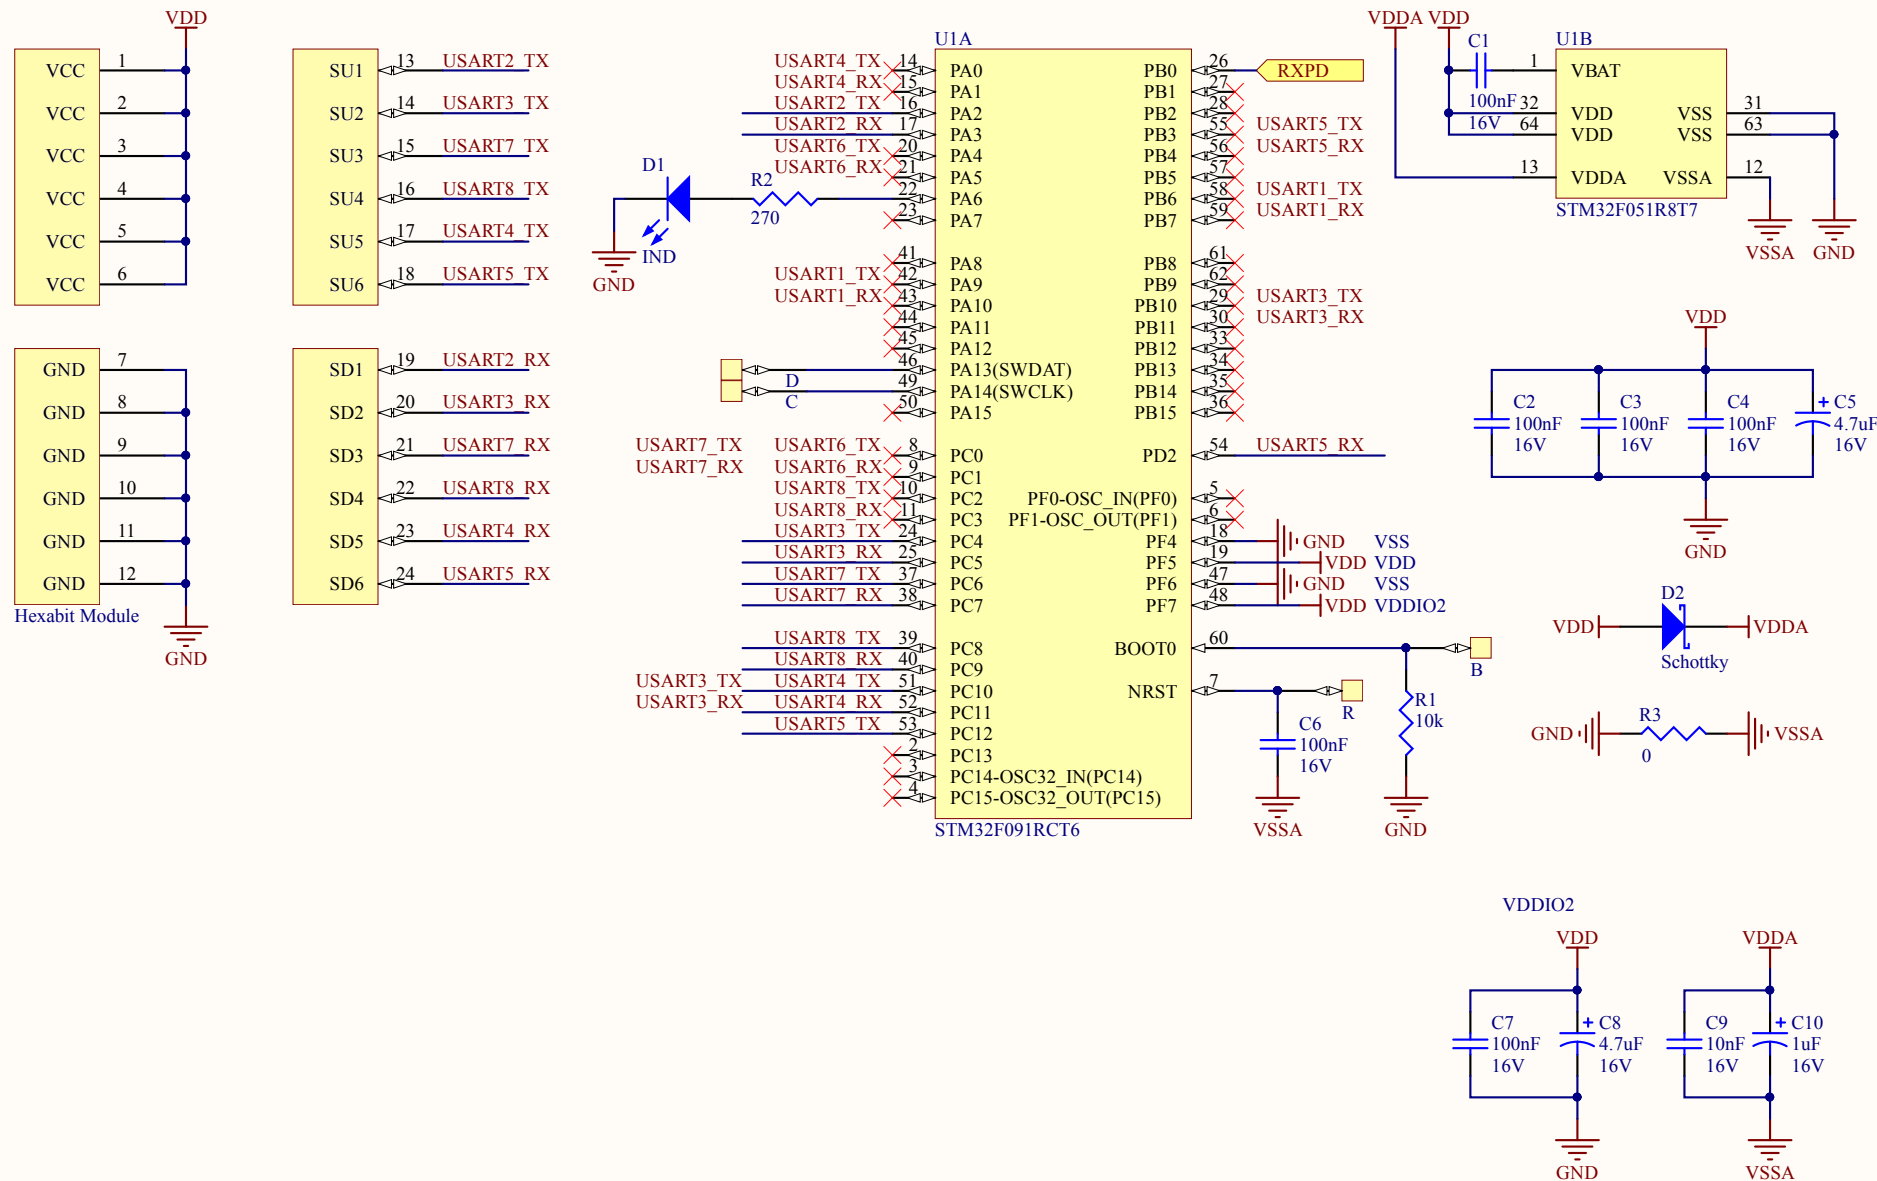 VDD
VCC 1
VCC 2
VCC 3
VCC 4
VCC 5
VCC 6
GND 7
GND 8
GND 9
GND 10
GND 11
GND 12
Hexabit Module
GND
SU1 13 USART2_TX
SU2 14 USART3_TX
SU3 15 USART7_TX
SU4 16 USART8_TX
SU5 17 USART4_TX
SU6 18 USART5_TX
SD1 19 USART2_RX
SD2 20 USART3_RX
SD3 21 USART7_RX
SD4 22 USART8_RX
SD5 23 USART4_RX
SD6 24 USART5_RX
D1
IND
GND
R2
270
D
C
U1A
USART4_TX 14 PA0
USART4_RX 15 PA1
USART2_TX 16 PA2
USART2_RX 17 PA3
USART6_TX 20 PA4
USART6_RX 21 PA5
22 PA6
23 PA7
41 PA8
USART1_TX 42 PA9
USART1_RX 43 PA10
44 PA11
45 PA12
46 PA13(SWDAT)
49 PA14(SWCLK)
50 PA15
USART7_TX USART6_TX 8 PC0
USART7_RX USART6_RX 9 PC1
USART8_TX 10 PC2
USART8_RX 11 PC3
USART3_TX 24 PC4
USART3_RX 25 PC5
USART7_TX 37 PC6
USART7_RX 38 PC7
USART8_TX 39 PC8
USART8_RX 40 PC9
USART3_TX USART4_TX 51 PC10
USART3_RX USART4_RX 52 PC11
USART5_TX 53 PC12
2 PC13
3 PC14-OSC32_IN(PC14)
4 PC15-OSC32_OUT(PC15)
STM32F091RCT6
PB0 26 RXPD
PB1 27
PB2 28
PB3 55 USART5_TX
PB4 56 USART5_RX
PB5 57
PB6 58 USART1_TX
PB7 59 USART1_RX
PB8 61
PB9 62
PB10 29 USART3_TX
PB11 30 USART3_RX
PB12 33
PB13 34
PB14 35
PB15 36
PD2 54 USART5_RX
PF0-OSC_IN(PF0) 5
PF1-OSC_OUT(PF1) 6
PF4 18 GND VSS
PF5 19 VDD VDD
PF6 47 GND VSS
PF7 48 VDD VDDIO2
BOOT0 60
B
NRST 7
R
C6
100nF
16V
VSSA
R1
10k
GND
VDDA VDD
C1
100nF
16V
U1B
1 VBAT
32 VDD VSS 31
64 VDD VSS 63
13 VDDA VSSA 12
STM32F051R8T7
VSSA GND
VDD
C2
100nF
16V
C3
100nF
16V
C4
100nF
16V
+ C5
4.7uF
16V
GND
D2
VDD VDDA
Schottky
R3
GND VSSA
0
VDDIO2
VDD
C7
100nF
16V
+ C8
4.7uF
16V
GND
VDDA
C9
10nF
16V
+ C10
1uF
16V
VSSA